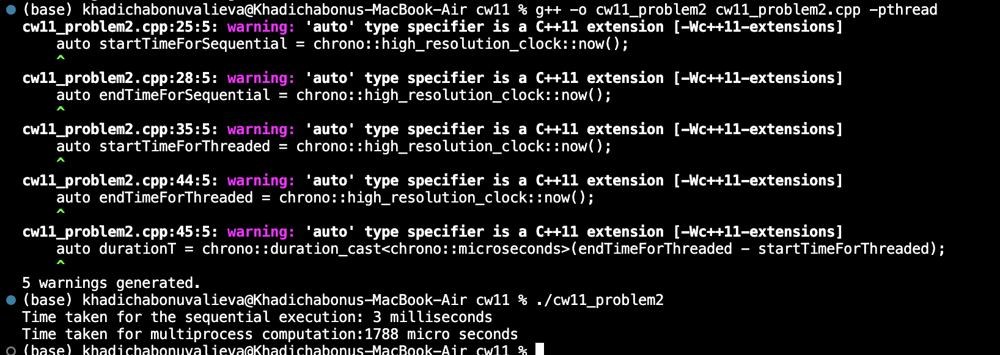 (base) khadichabonuvalieva@Khadichabonus-MacBook-Air cw11 % g++ -o cw11_problem2 cw11_problem2.cpp -pthread
cw11_problem2.cpp:25:5: warning: 'auto' type specifier is a C++11 extension [-Wc++11-extensions]
    auto startTimeForSequential = chrono::high_resolution_clock::now();
    ^
cw11_problem2.cpp:28:5: warning: 'auto' type specifier is a C++11 extension [-Wc++11-extensions]
    auto endTimeForSequential = chrono::high_resolution_clock::now();
    ^
cw11_problem2.cpp:35:5: warning: 'auto' type specifier is a C++11 extension [-Wc++11-extensions]
    auto startTimeForThreaded = chrono::high_resolution_clock::now();
    ^
cw11_problem2.cpp:44:5: warning: 'auto' type specifier is a C++11 extension [-Wc++11-extensions]
    auto endTimeForThreaded = chrono::high_resolution_clock::now();
    ^
cw11_problem2.cpp:45:5: warning: 'auto' type specifier is a C++11 extension [-Wc++11-extensions]
    auto durationT = chrono::duration_cast<chrono::microseconds>(endTimeForThreaded - startTimeForThreaded);
    ^
5 warnings generated.
(base) khadichabonuvalieva@Khadichabonus-MacBook-Air cw11 % ./cw11_problem2
Time taken for the sequential execution: 3 milliseconds
Time taken for multiprocess computation:1788 micro seconds
(base) khadichabonuvalieva@Khadichabonus-MacBook-Air cw11 %